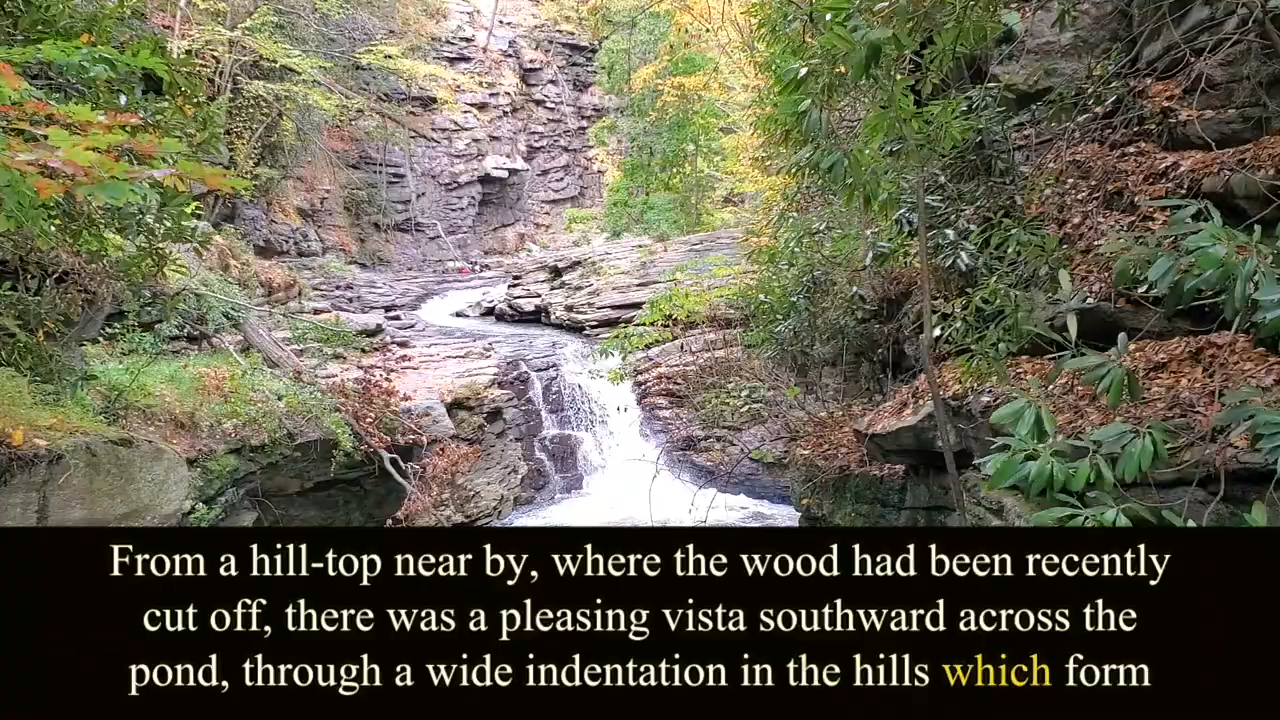 From a hill-top near by, where the wood had been recently
cut off, there was a pleasing vista southward across the
pond, through a wide indentation in the hills which form